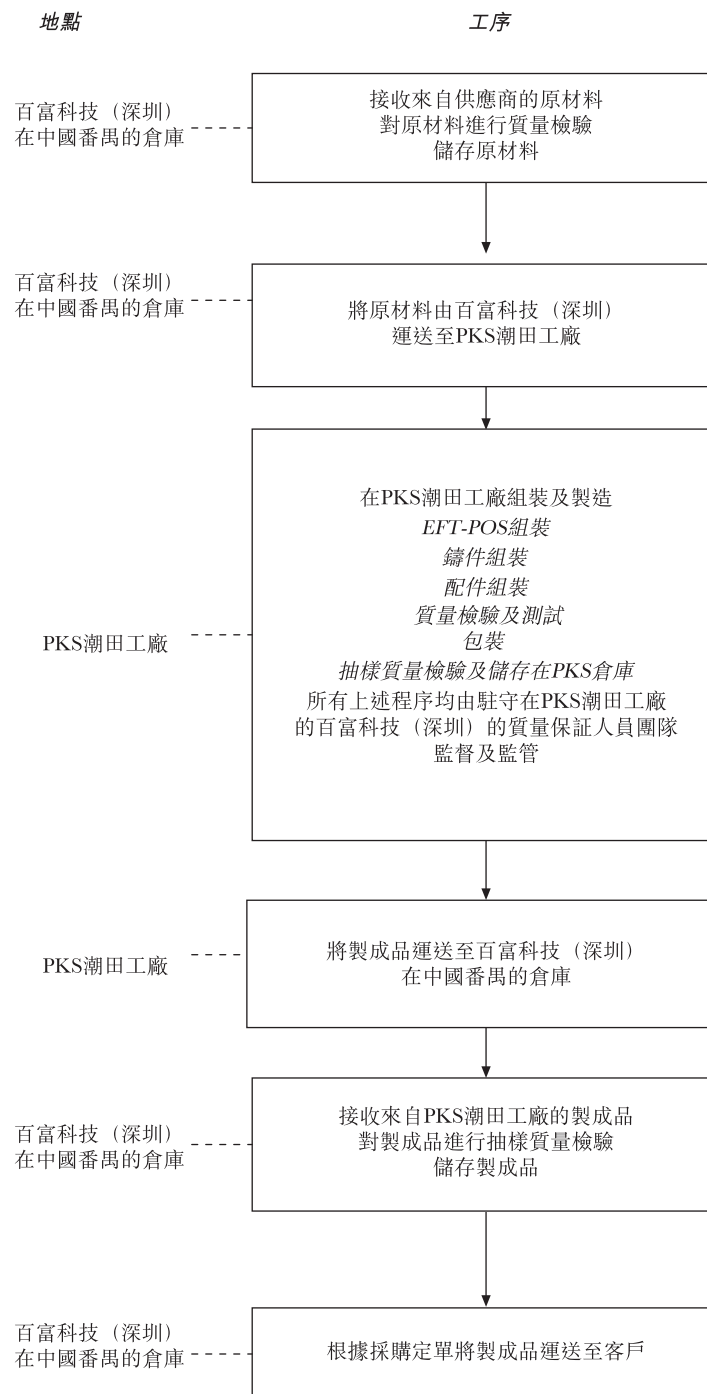 地點
工序
百富科技（深圳）
在中國番禺的倉庫
接收來自供應商的原材料
對原材料進行質量檢驗
儲存原材料
百富科技（深圳）
在中國番禺的倉庫
將原材料由百富科技（深圳）
運送至PKS潮田工廠
PKS潮田工廠
在PKS潮田工廠組裝及製造
EFT-POS組裝
鑄件組裝
配件組裝
質量檢驗及測試
包裝
抽樣質量檢驗及儲存在PKS倉庫
所有上述程序均由駐守在PKS潮田工廠
的百富科技（深圳）的質量保証人員團隊
監督及監管
PKS潮田工廠
將製成品運送至百富科技（深圳）
在中國番禺的倉庫
百富科技（深圳）
在中國番禺的倉庫
接收來自PKS潮田工廠的製成品
對製成品進行抽樣質量檢驗
儲存製成品
百富科技（深圳）
在中國番禺的倉庫
根據採購定單將製成品運送至客戶